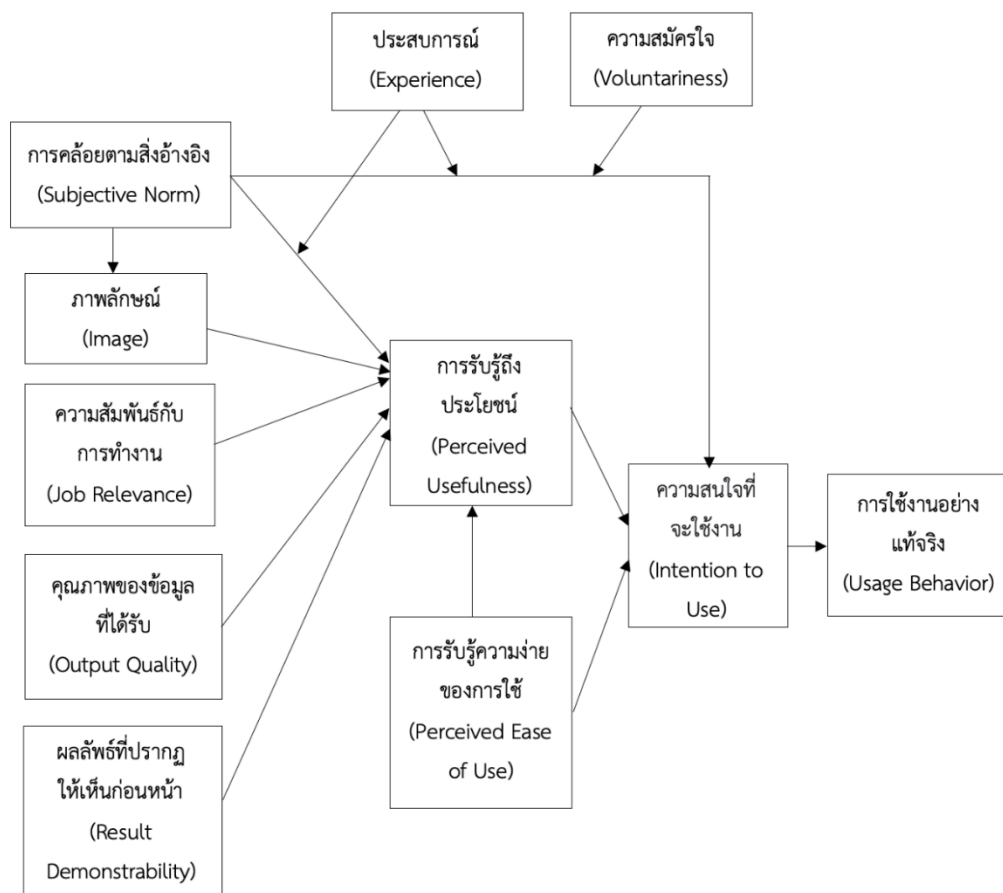 ประสบการณ์
(Experience)
ความสมัครใจ
(Voluntariness)
การคล้อยตามสิ่งอ้างอิง
(Subjective Norm)
ภาพลักษณ์
(Image)
ความสัมพันธ์กับ
การทำงาน
(Job Relevance)
คุณภาพของข้อมูล
ที่ได้รับ
(Output Quality)
ผลลัพธ์ที่ปรากฏ
ให้เห็นก่อนหน้า
(Result
Demonstrability)
การรับรู้ถึง
ประโยชน์
(Perceived
Usefulness)
การรับรู้ความง่าย
ของการใช้
(Perceived Ease
of Use)
ความสนใจที่
จะใช้งาน
(Intention to
Use)
การใช้งานอย่าง
แท้จริง
(Usage Behavior)